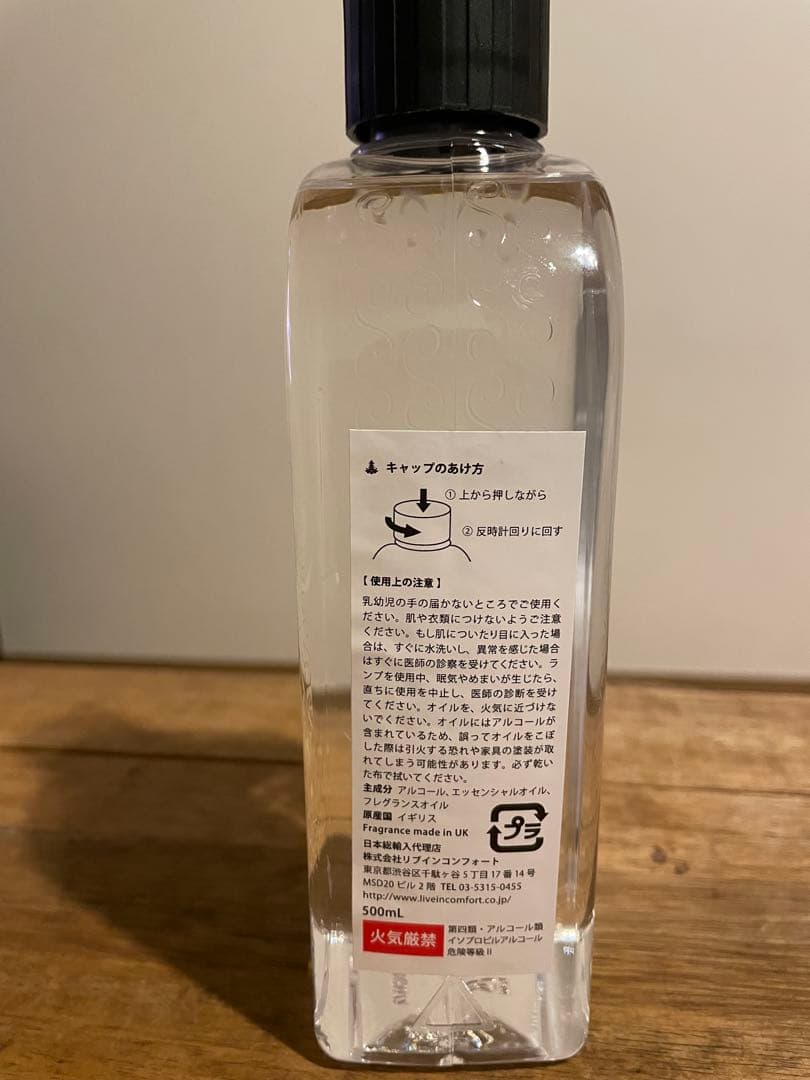 キャップのあけ方
① 上から押しながら
② 反時計回りに回す
【 使用上の注意 】
乳幼児の手の届かないところでご使用く
ださい。肌や衣類につけないようご注意
ください。もし肌についたり目に入った場
合は、すぐに水洗いし、異常を感じた場合
はすぐに医師の診察を受けてください。ラ
ンプを使用中、眠気やめまいが生じたら、
直ちに使用を中止し、医師の診断を受け
てください。オイルを、火気に近づけな
いでください。オイルにはアルコールが
含まれているため、誤ってオイルをこぼ
した際は引火する恐れや家具の塗装が取
れてしまう可能性があります。必ず乾い
た布で拭いてください。
主成分 アルコール、エッセンシャルオイル、
フレグランスオイル
原産国 イギリス
Fragrance made in UK
プラ
日本総輸入代理店
株式会社リブインコンフォート
東京都渋谷区千駄ヶ谷 5 丁目 17 番 14 号
MSD20 ビル 2 階 TEL 03-5315-0455
http://www.liveincomfort.co.jp/
500mL
火気厳禁
第四類・アルコール類
イソプロピルアルコール
危険等級 II